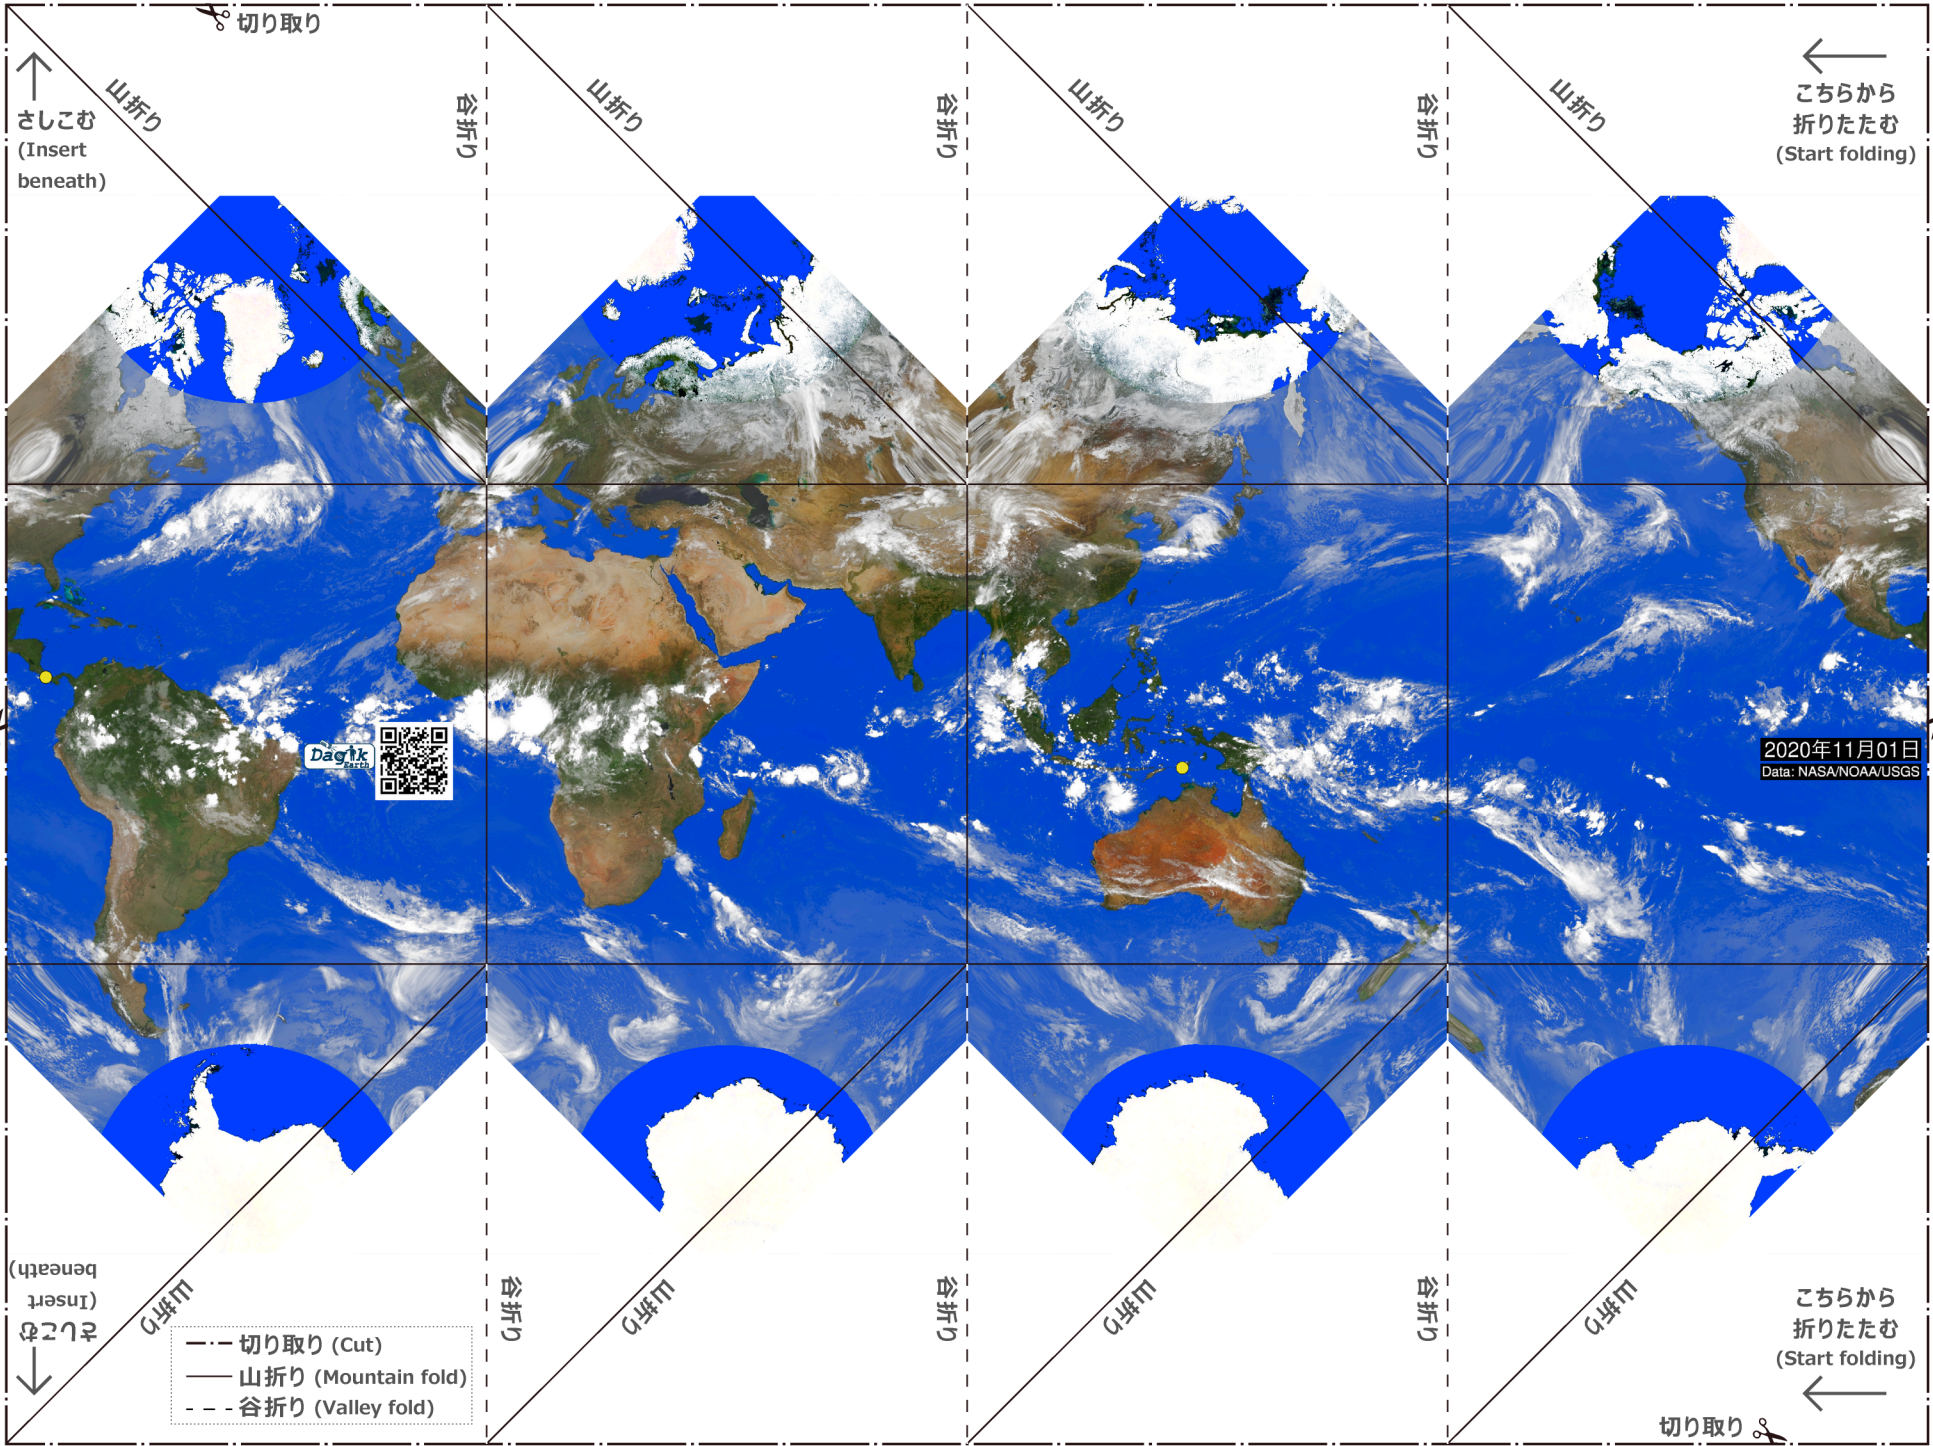 切り取り
さしこむ
(Insert
beneath)
山折り
谷折り
山折り
谷折り
山折り
谷折り
山折り
こちらから
折りたたむ
(Start folding)
Dagik
Earth
2020年11月01日
Data: NASA/NOAA/USGS
さしこむ
(Insert
beneath)
山折り
谷折り
山折り
谷折り
山折り
谷折り
山折り
こちらから
折りたたむ
(Start folding)
切り取り (Cut)
山折り (Mountain fold)
谷折り (Valley fold)
切り取り